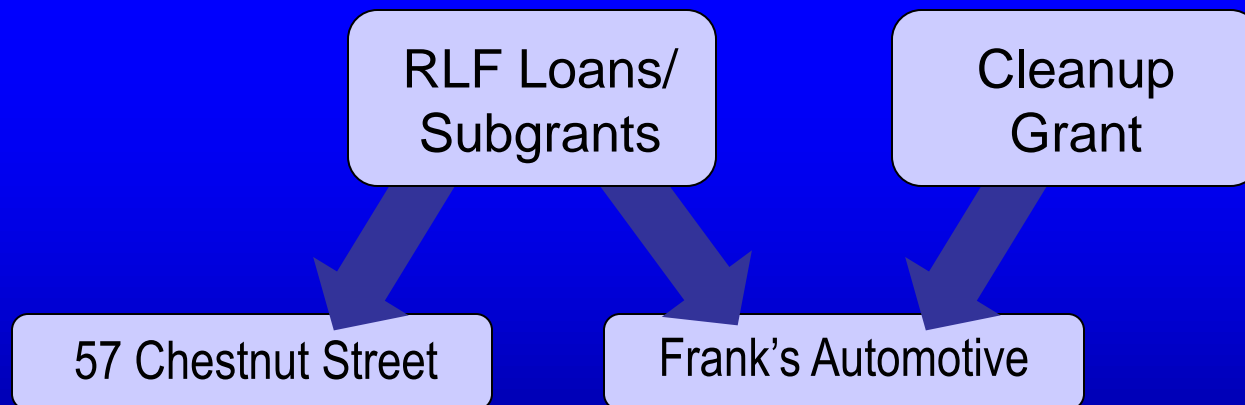 RLF Loans/
Subgrants
Cleanup
Grant
57 Chestnut Street
Frank’s Automotive